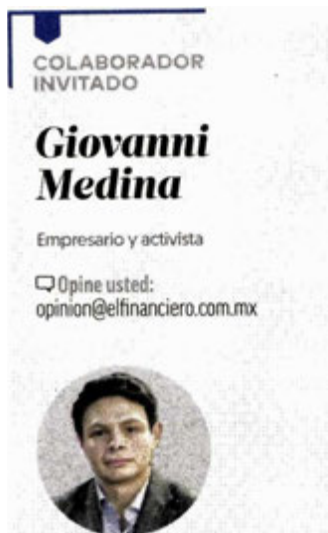 COLABORADOR
INVITADO
Giovanni
Medina
Empresario y activista
Opine usted:
opinion@elfinanciero.com.mx